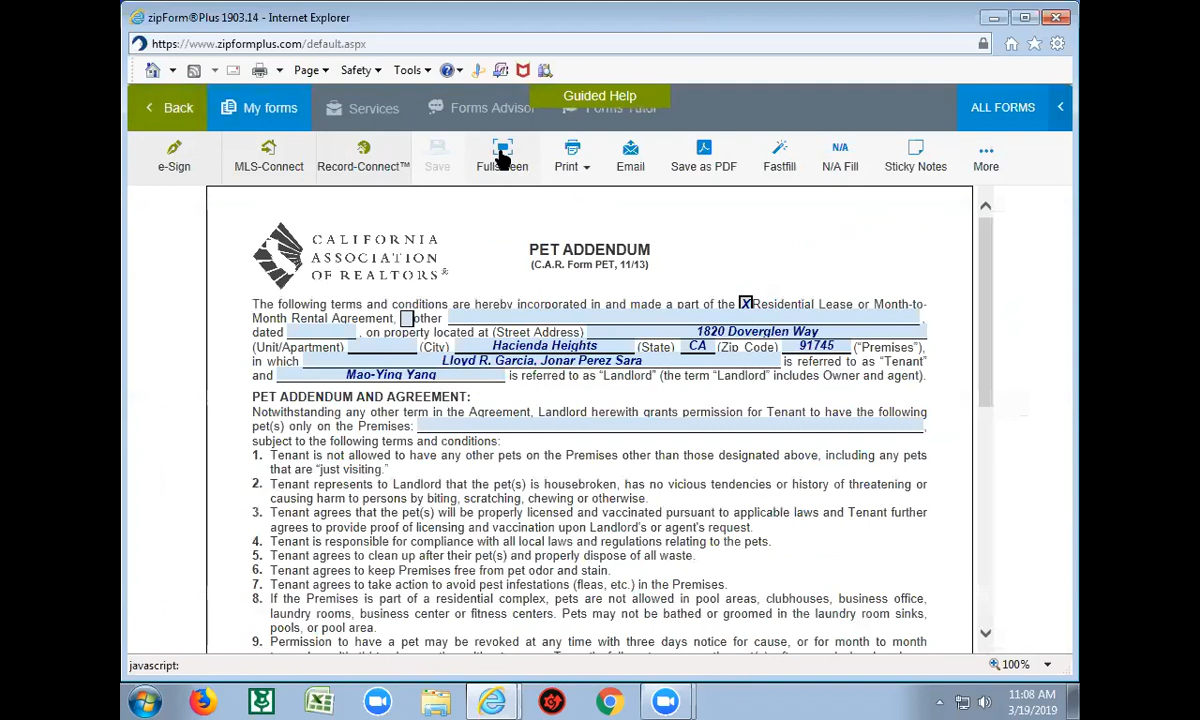 zipForm®Plus 1903.14 - Internet Explorer
https://www.zipformplus.com/default.aspx
Page Safety Tools
Guided Help
Back My forms Services Forms Advisor Forms Tutor ALL FORMS
e-Sign MLS-Connect Record-Connect™ Save Fullscreen Print Email Save as PDF N/A Fastfill N/A Fill Sticky Notes More
CALIFORNIA
ASSOCIATION
OF REALTORS®
PET ADDENDUM
(C.A.R. Form PET, 11/13)
The following terms and conditions are hereby incorporated in and made a part of the X Residential Lease or Month-to-
Month Rental Agreement, other
dated , on property located at (Street Address) 1820 Doverglen Way ,
(Unit/Apartment) (City) Hacienda Heights (State) CA (Zip Code) 91745 (“Premises”),
in which Lloyd R. Garcia, Jonar Perez Sara is referred to as “Tenant”
and Mao-Ying Yang is referred to as “Landlord” (the term “Landlord” includes Owner and agent).
PET ADDENDUM AND AGREEMENT:
Notwithstanding any other term in the Agreement, Landlord herewith grants permission for Tenant to have the following
pet(s) only on the Premises: ,
subject to the following terms and conditions:
1. Tenant is not allowed to have any other pets on the Premises other than those designated above, including any pets
that are “just visiting.”
2. Tenant represents to Landlord that the pet(s) is housebroken, has no vicious tendencies or history of threatening or
causing harm to persons by biting, scratching, chewing or otherwise.
3. Tenant agrees that the pet(s) will be properly licensed and vaccinated pursuant to applicable laws and Tenant further
agrees to provide proof of licensing and vaccination upon Landlord’s or agent’s request.
4. Tenant is responsible for compliance with all local laws and regulations relating to the pets.
5. Tenant agrees to clean up after their pet(s) and properly dispose of all waste.
6. Tenant agrees to keep Premises free from pet odor and stain.
7. Tenant agrees to take action to avoid pest infestations (fleas, etc.) in the Premises.
8. If the Premises is part of a residential complex, pets are not allowed in pool areas, clubhouses, business office,
laundry rooms, business center or fitness centers. Pets may not be bathed or groomed in the laundry room sinks,
pools, or pool area.
9. Permission to have a pet may be revoked at any time with three days notice for cause, or for month to month
javascript: 100%
11:08 AM
3/19/2019